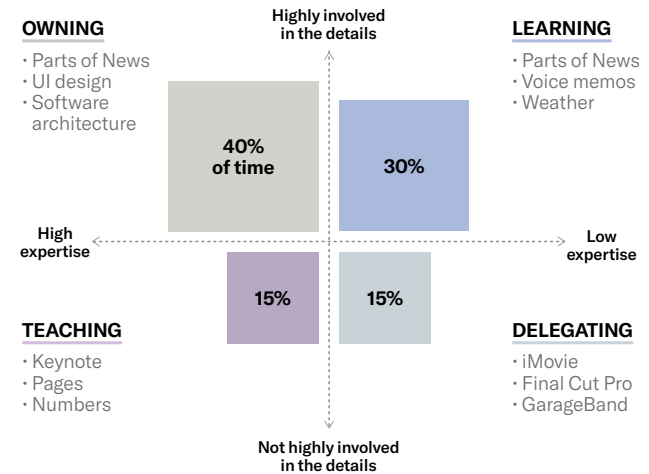 Highly involved
in the details
OWNING
· Parts of News
· UI design
· Software
architecture
LEARNING
· Parts of News
· Voice memos
· Weather
40%
of time
30%
High
expertise
Low
expertise
15%
15%
TEACHING
· Keynote
· Pages
· Numbers
DELEGATING
· iMovie
· Final Cut Pro
· GarageBand
Not highly involved
in the details